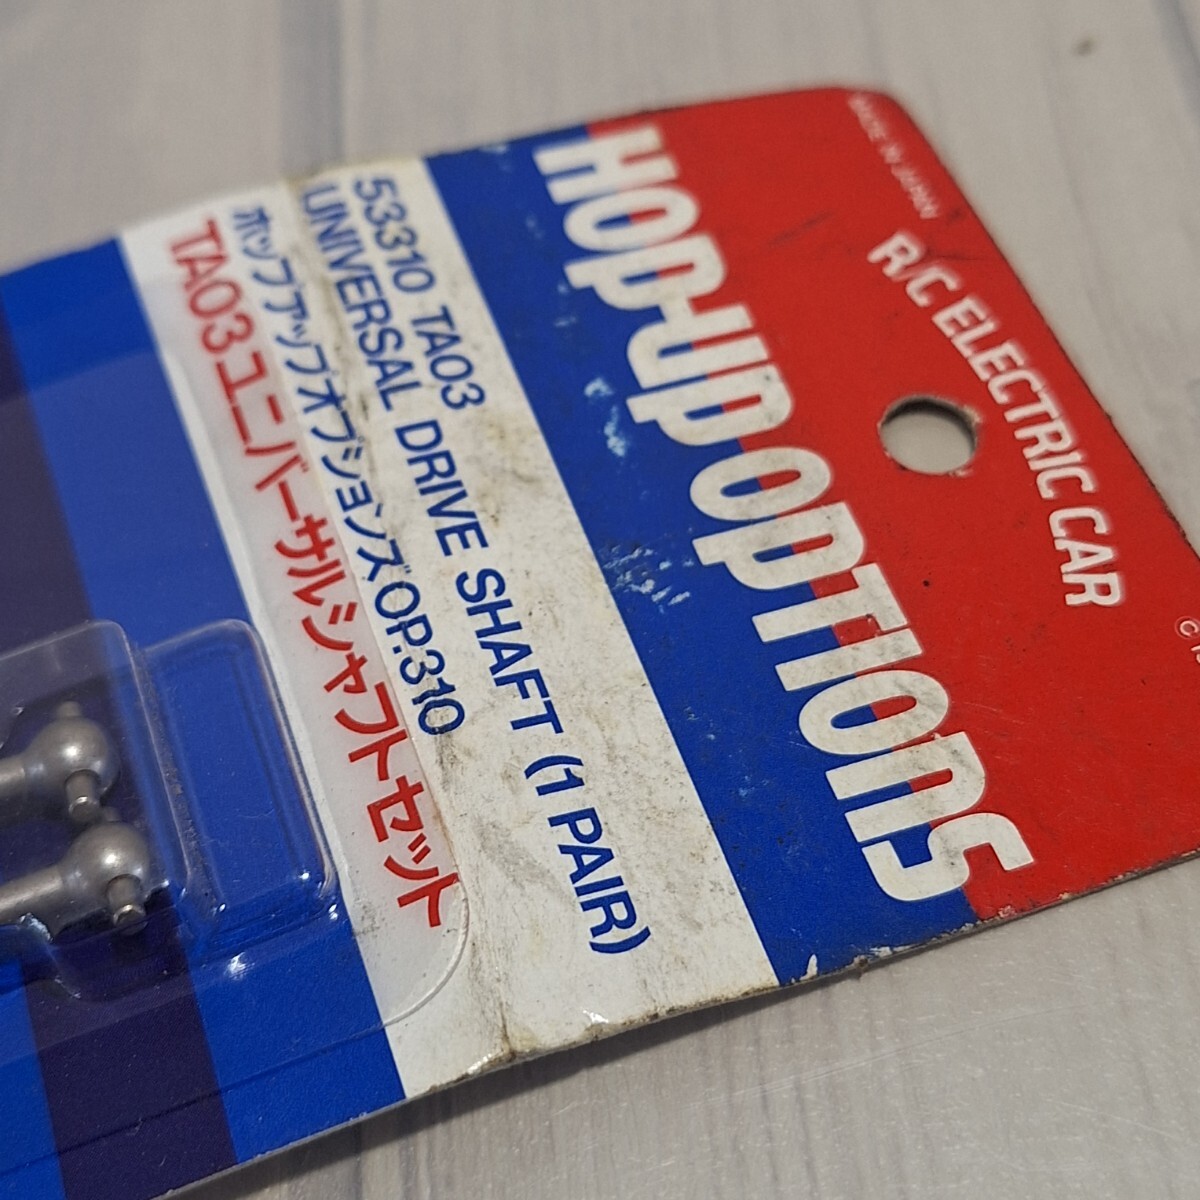 MADE IN JAPAN
R/C ELECTRIC CAR
HOP-UP OPTIONS
53310 TA03
UNIVERSAL DRIVE SHAFT (1 PAIR)
ホップアップオプションズOP.310
TA03ユニバーサルシャフトセット
©